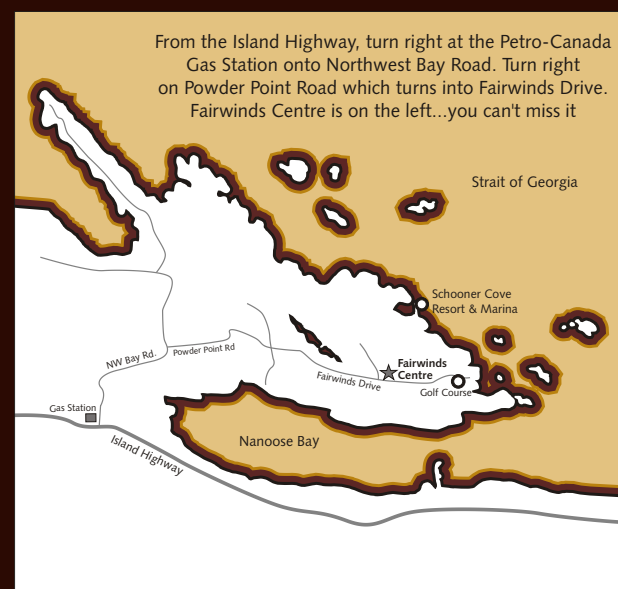 From the Island Highway, turn right at the Petro-Canada
Gas Station onto Northwest Bay Road. Turn right
on Powder Point Road which turns into Fairwinds Drive.
Fairwinds Centre is on the left...you can't miss it
Strait of Georgia
Schooner Cove
Resort & Marina
NW Bay Rd.
Powder Point Rd
Fairwinds
Centre
Fairwinds Drive
Golf Course
Gas Station
Island Highway
Nanoose Bay